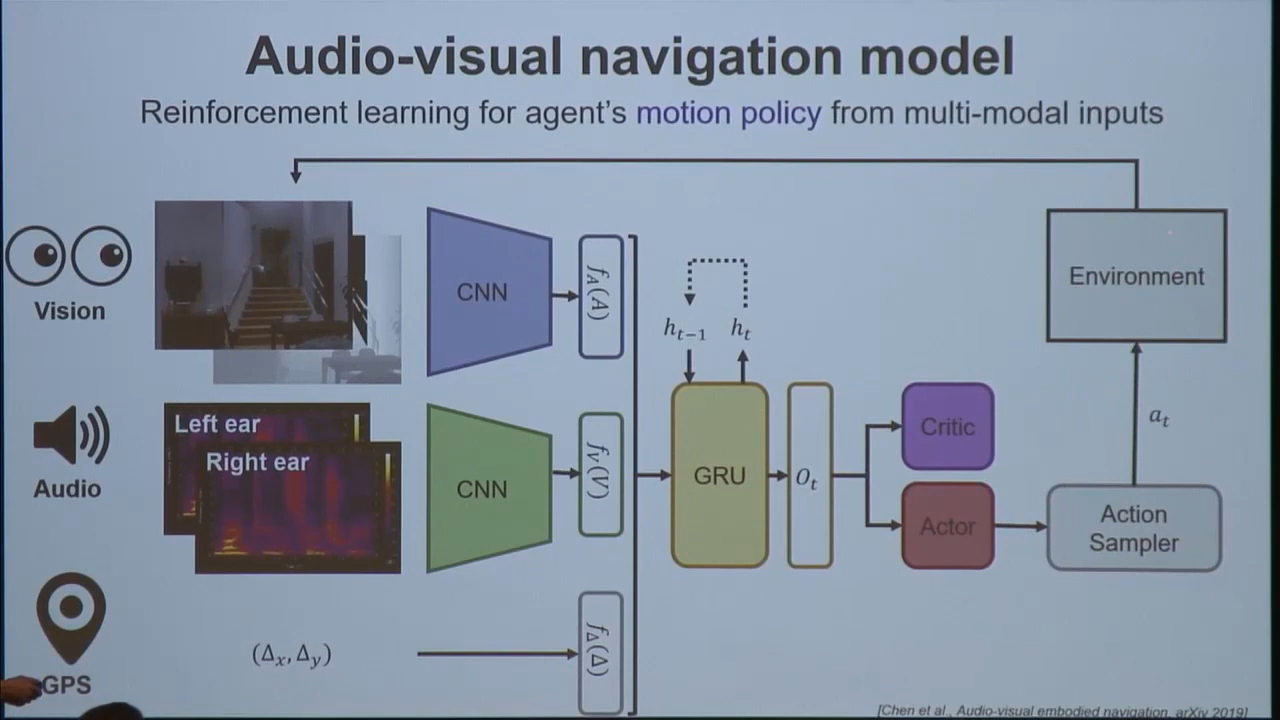 Audio-visual navigation model
Reinforcement learning for agent's motion policy from multi-modal inputs
Vision
CNN
f_A(A)
h_{t-1}
h_t
Environment
Audio
Left ear
Right ear
CNN
f_V(V)
GRU
O_t
Critic
Actor
a_t
Action
Sampler
GPS
(Δ_x, Δ_y)
f_Δ(Δ)
[Chen et al., Audio-visual embodied navigation, arXiv 2019]